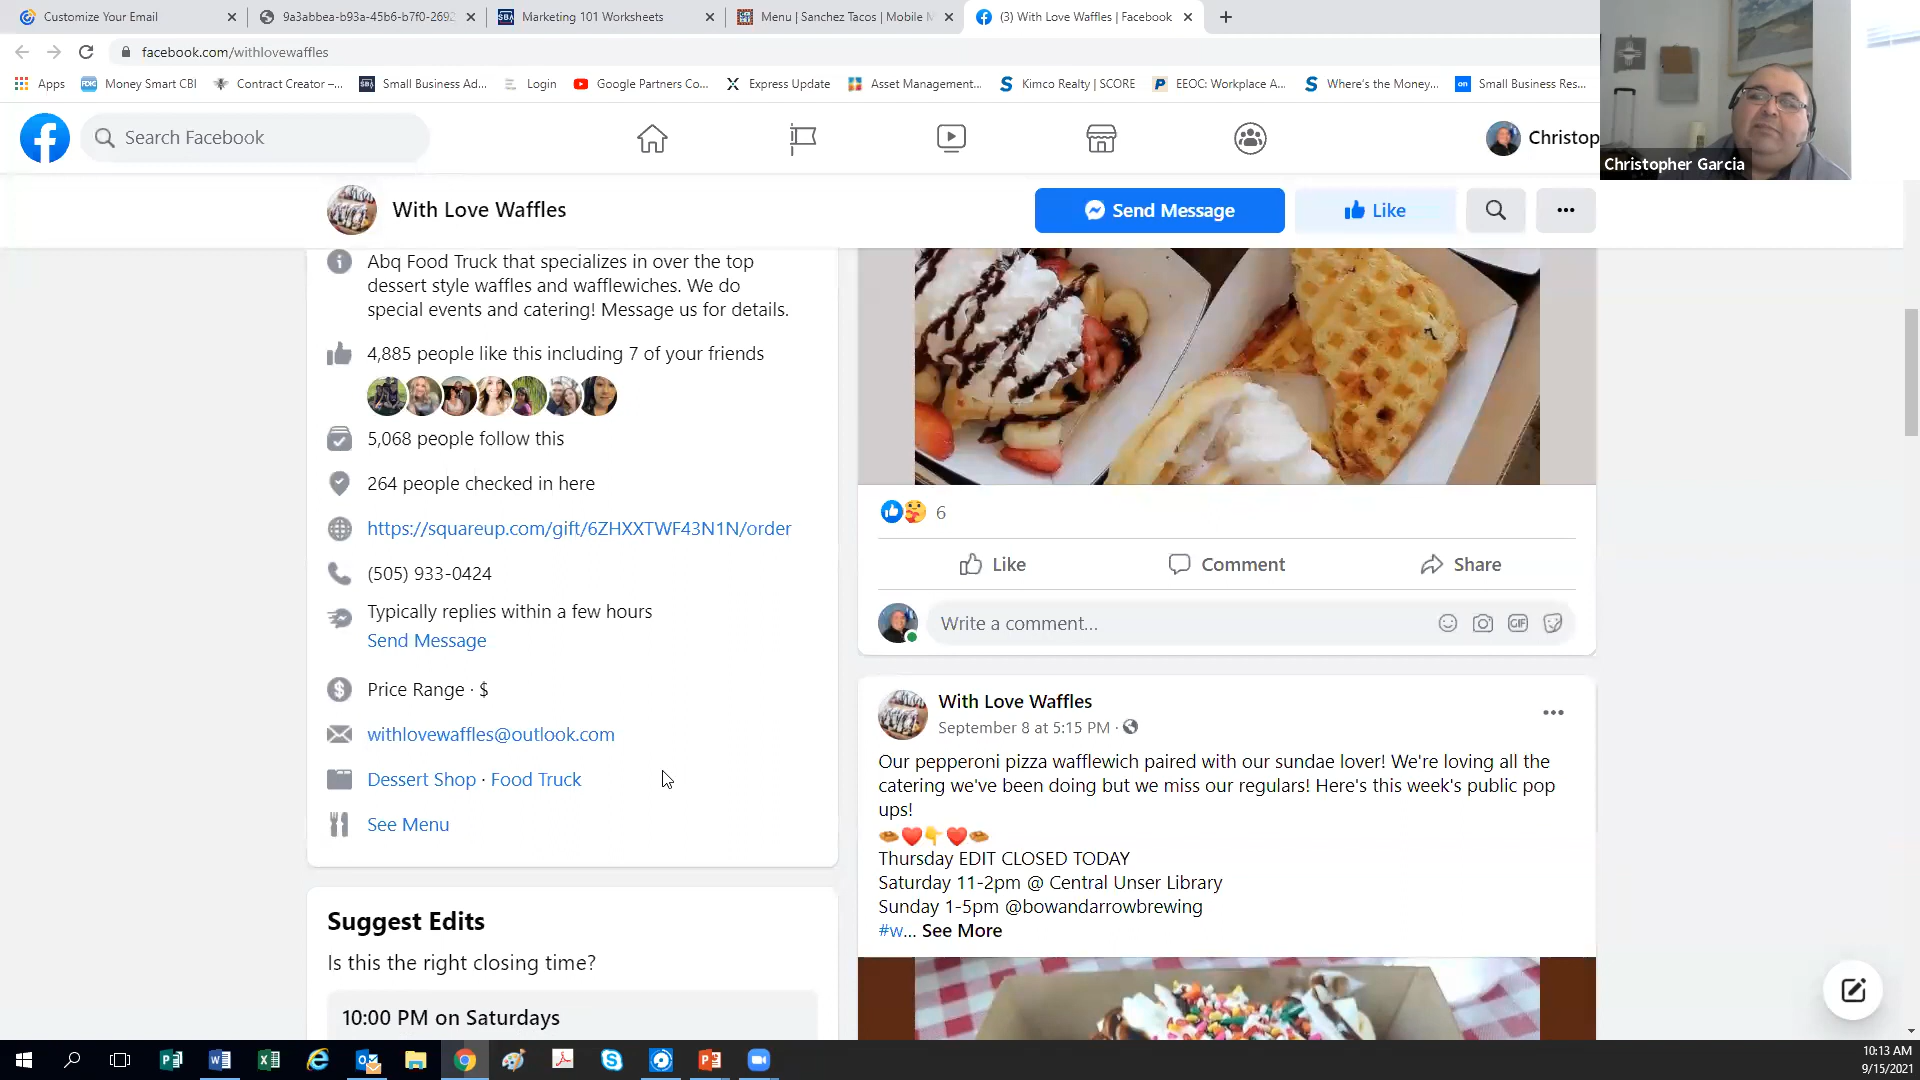 Customize Your Email
9a3abbea-b93a-45b6-b7f0-2692
Marketing 101 Worksheets
Menu | Sanchez Tacos | Mobile M
(3) With Love Waffles | Facebook
facebook.com/withlovewaffles
Apps
Money Smart CBI
Contract Creator –...
Small Business Ad...
Login
Google Partners Co...
Express Update
Asset Management...
Kimco Realty | SCORE
EEOC: Workplace A...
Where's the Money...
Small Business Res...
Search Facebook
Christop
Christopher Garcia
With Love Waffles
Send Message
Like
Abq Food Truck that specializes in over the top
dessert style waffles and wafflewiches. We do
special events and catering! Message us for details.
4,885 people like this including 7 of your friends
5,068 people follow this
264 people checked in here
https://squareup.com/gift/6ZHXXTWF43N1N/order
(505) 933-0424
Typically replies within a few hours
Send Message
Price Range · $
withlovewaffles@outlook.com
Dessert Shop · Food Truck
See Menu
Suggest Edits
Is this the right closing time?
10:00 PM on Saturdays
6
Like
Comment
Share
Write a comment...
GIF
With Love Waffles
September 8 at 5:15 PM ·
Our pepperoni pizza wafflewich paired with our sundae lover! We're loving all the
catering we've been doing but we miss our regulars! Here's this week's public pop
ups!
🧇❤️👇❤️🧇
Thursday EDIT CLOSED TODAY
Saturday 11-2pm @ Central Unser Library
Sunday 1-5pm @bowandarrowbrewing
#w... See More
10:13 AM
9/15/2021